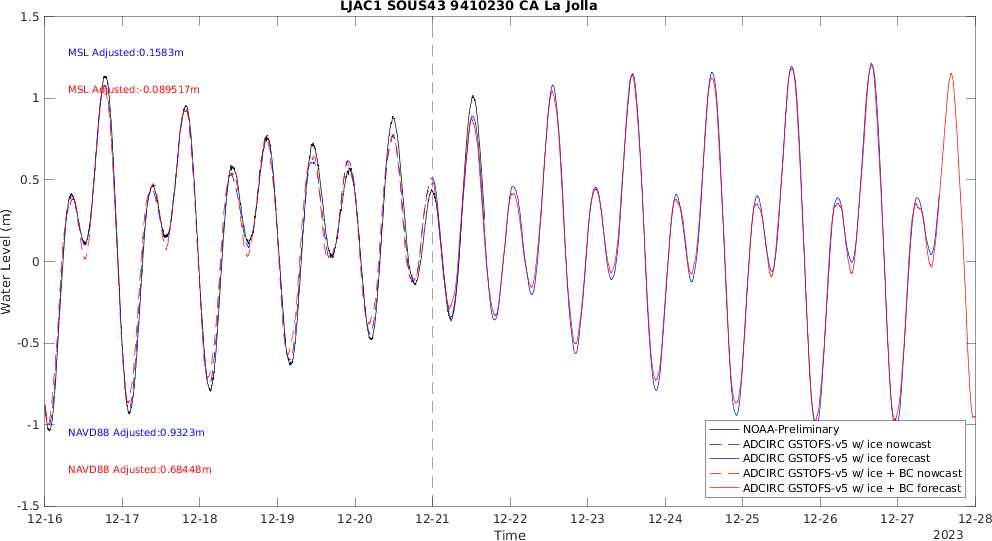 LJAC1 SOUS43 9410230 CA La Jolla
MSL Adjusted:0.1583m
MSL Adjusted:-0.089517m
NAVD88 Adjusted:0.9323m
NAVD88 Adjusted:0.68448m
Water Level (m)
1.5
1
0.5
0
-0.5
-1
-1.5
NOAA-Preliminary
ADCIRC GSTOFS-v5 w/ ice nowcast
ADCIRC GSTOFS-v5 w/ ice forecast
ADCIRC GSTOFS-v5 w/ ice + BC nowcast
ADCIRC GSTOFS-v5 w/ ice + BC forecast
12-16 12-17 12-18 12-19 12-20 12-21 12-22 12-23 12-24 12-25 12-26 12-27 12-28
Time
2023